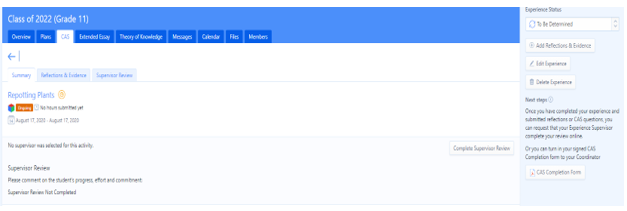 Class of 2022 (Grade 11)
Overview Plans CAS Extended Essay Theory of Knowledge Messages Calendar Files Members
Summary Reflections & Evidence Supervisor Review
Repotting Plants
Ongoing No hours submitted yet
August 17, 2020 - August 17, 2020
No supervisor was selected for this activity.
Complete Supervisor Review
Supervisor Review
Please comment on the student's progress, effort and commitment
Supervisor Review Not Completed
Experience Status
To Be Determined
Add Reflections & Evidence
Edit Experience
Delete Experience
Next steps
Once you have completed your experience and
submitted reflections or CAS questions, you
can request that your Experience Supervisor
complete your review online.
Or you can turn in your signed CAS
Completion form to your Coordinator
CAS Completion Form